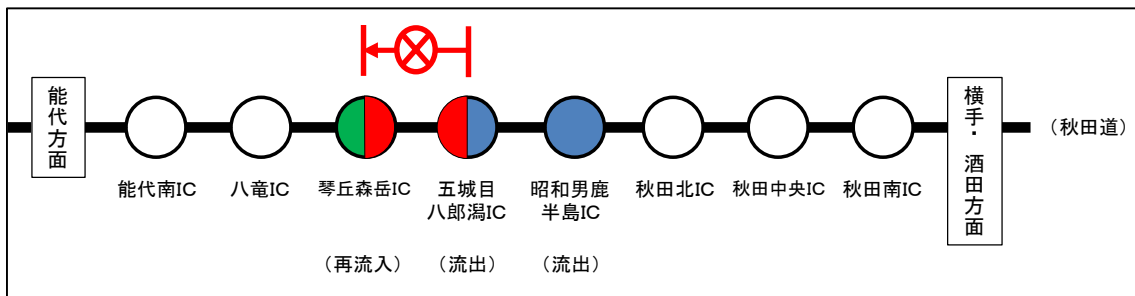 能代方面
能代南IC
八竜IC
琴丘森岳IC
五城目
八郎潟IC
昭和男鹿
半島IC
秋田北IC
秋田中央IC
秋田南IC
横手・酒田方面
（秋田道）
（再流入）
（流出）
（流出）